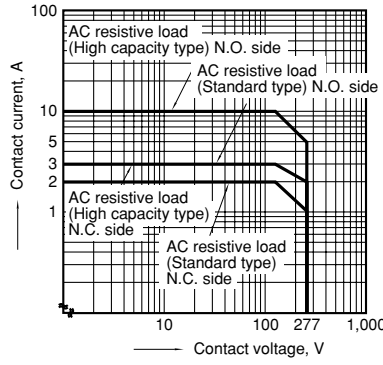 100
AC resistive load
(High capacity type) N.O. side
AC resistive load
(Standard type) N.O. side
Contact current, A
10
5
3
2
1
AC resistive load
(High capacity type)
N.C. side
AC resistive load
(Standard type)
N.C. side
10
100
277
1,000
Contact voltage, V